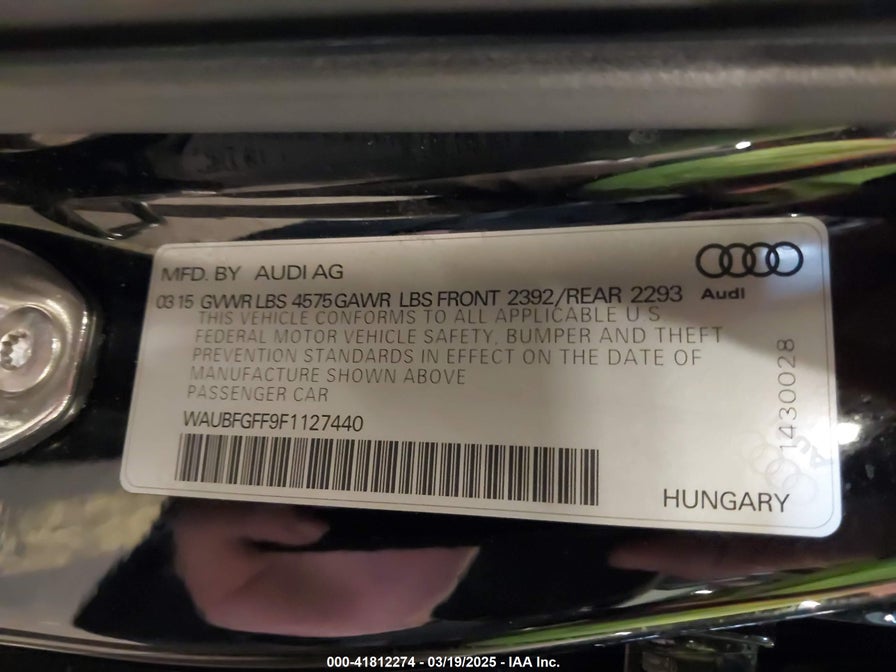 MFD. BY AUDI AG
Audi
03 15 GVWR LBS 4575 GAWR LBS FRONT 2392/REAR 2293
THIS VEHICLE CONFORMS TO ALL APPLICABLE U S
FEDERAL MOTOR VEHICLE SAFETY, BUMPER AND THEFT
PREVENTION STANDARDS IN EFFECT ON THE DATE OF
MANUFACTURE SHOWN ABOVE
PASSENGER CAR
WAUBFGFF9F1127440
1430028
HUNGARY
000-41812274 - 03/19/2025 - IAA Inc.